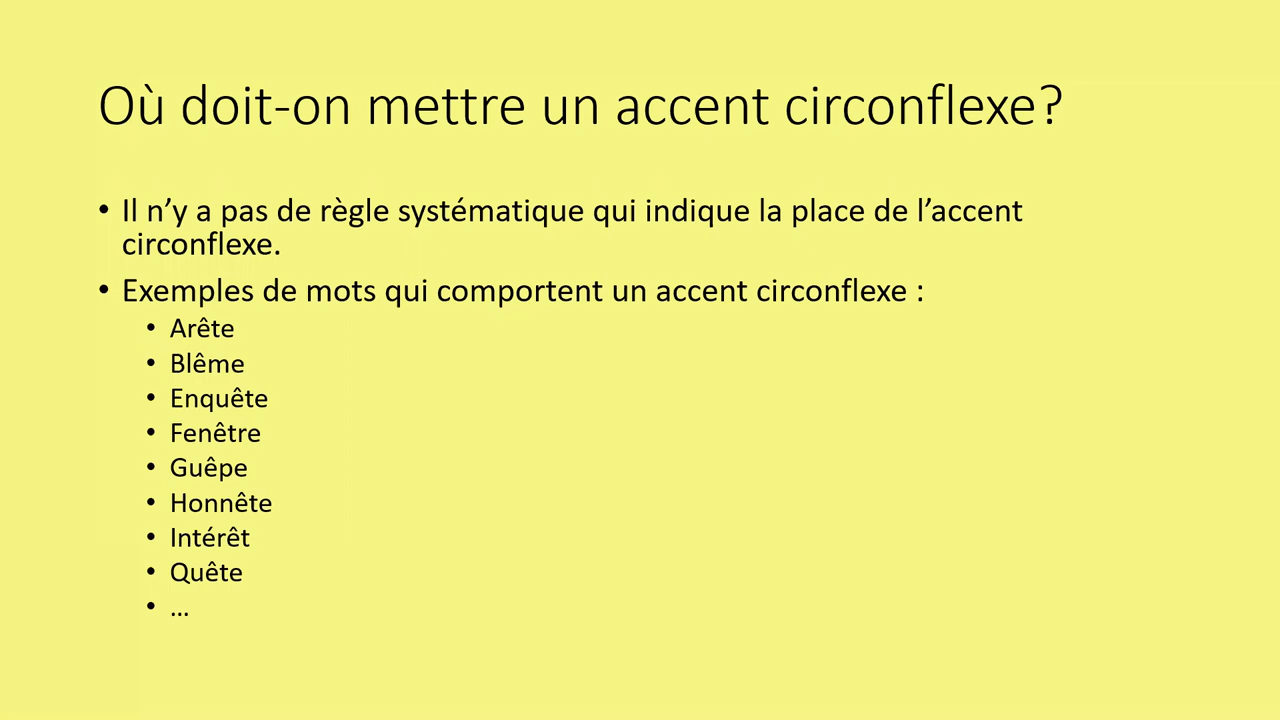 Où doit-on mettre un accent circonflexe?
• Il n’y a pas de règle systématique qui indique la place de l’accent
circonflexe.
• Exemples de mots qui comportent un accent circonflexe :
• Arête
• Blême
• Enquête
• Fenêtre
• Guêpe
• Honnête
• Intérêt
• Quête
• …